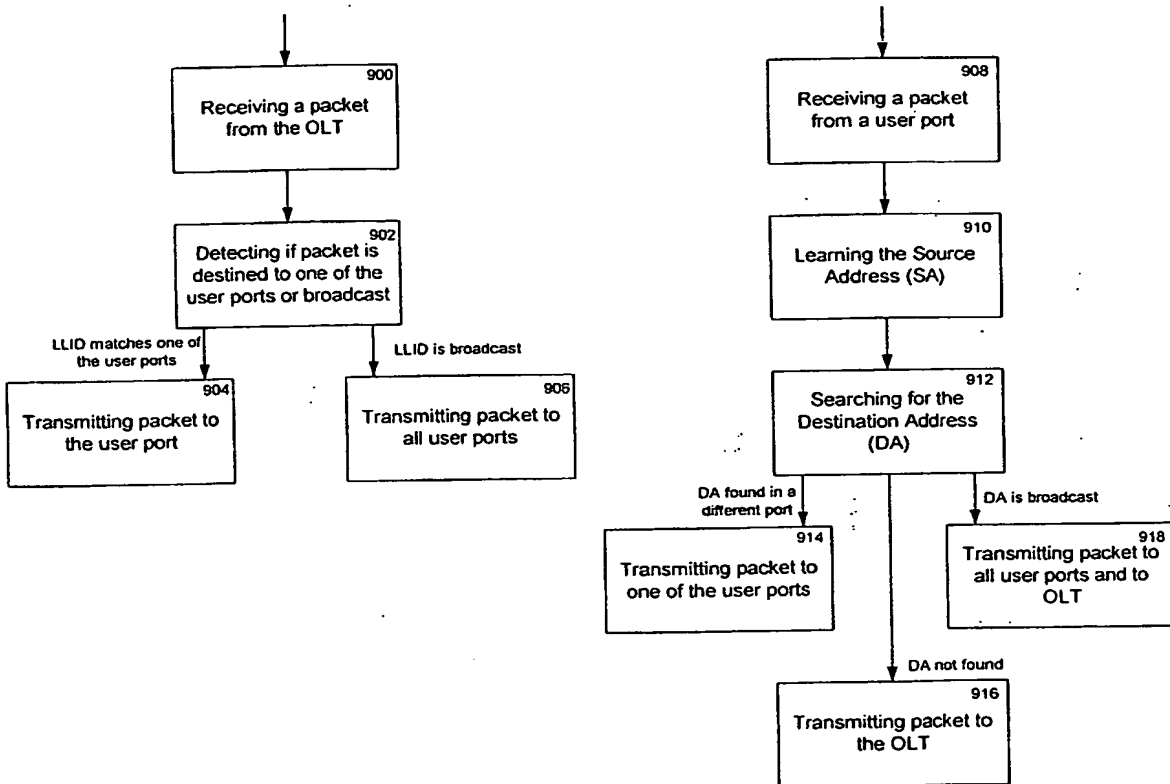 900
Receiving a packet
from the OLT
902
Detecting if packet is
destined to one of the
user ports or broadcast
LLID matches one of
the user ports
LLID is broadcast
904
Transmitting packet to
the user port
906
Transmitting packet to
all user ports
908
Receiving a packet
from a user port
910
Learning the Source
Address (SA)
912
Searching for the
Destination Address
(DA)
DA found in a
different port
DA is broadcast
914
Transmitting packet to
one of the user ports
918
Transmitting packet to
all user ports and to
OLT
DA not found
916
Transmitting packet to
the OLT